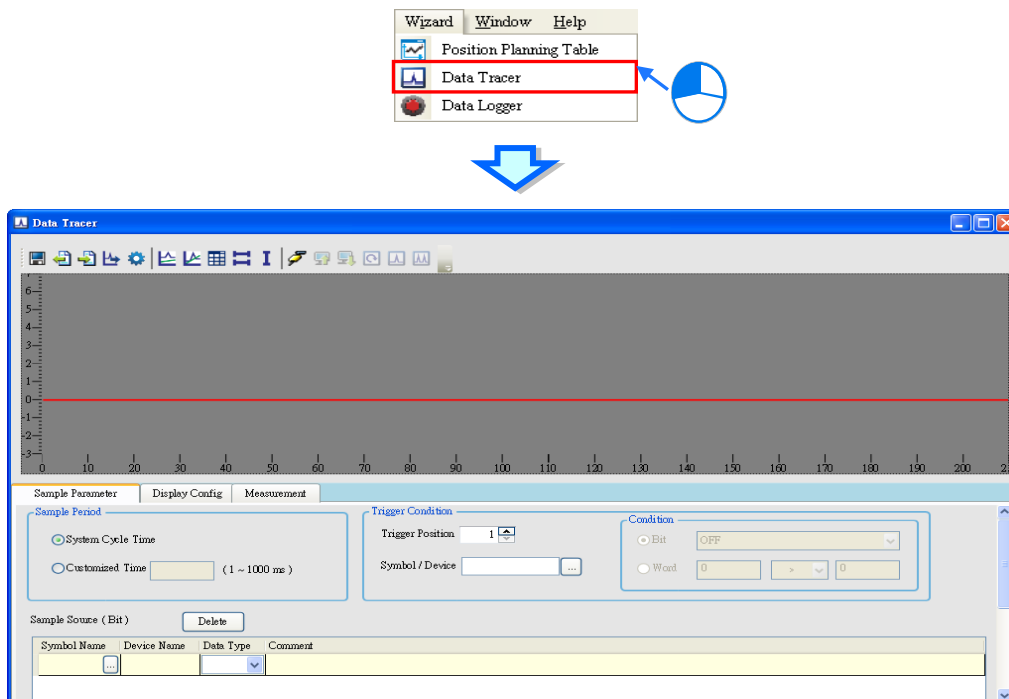 Wizard Window Help
Position Planning Table
Data Tracer
Data Logger
Data Tracer
6
5
4
3
2
1
0
-1
-2
-3
0 10 20 30 40 50 60 70 80 90 100 110 120 130 140 150 160 170 180 190 200 2
Sample Parameter Display Config Measurement
Sample Period Trigger Condition Condition
System Cycle Time Trigger Position 1 Bit OFF
Customized Time ( 1 ~ 1000 ms ) Symbol / Device ... Word 0 > 0
Sample Source ( Bit ) Delete
Symbol Name Device Name Data Type Comment
...